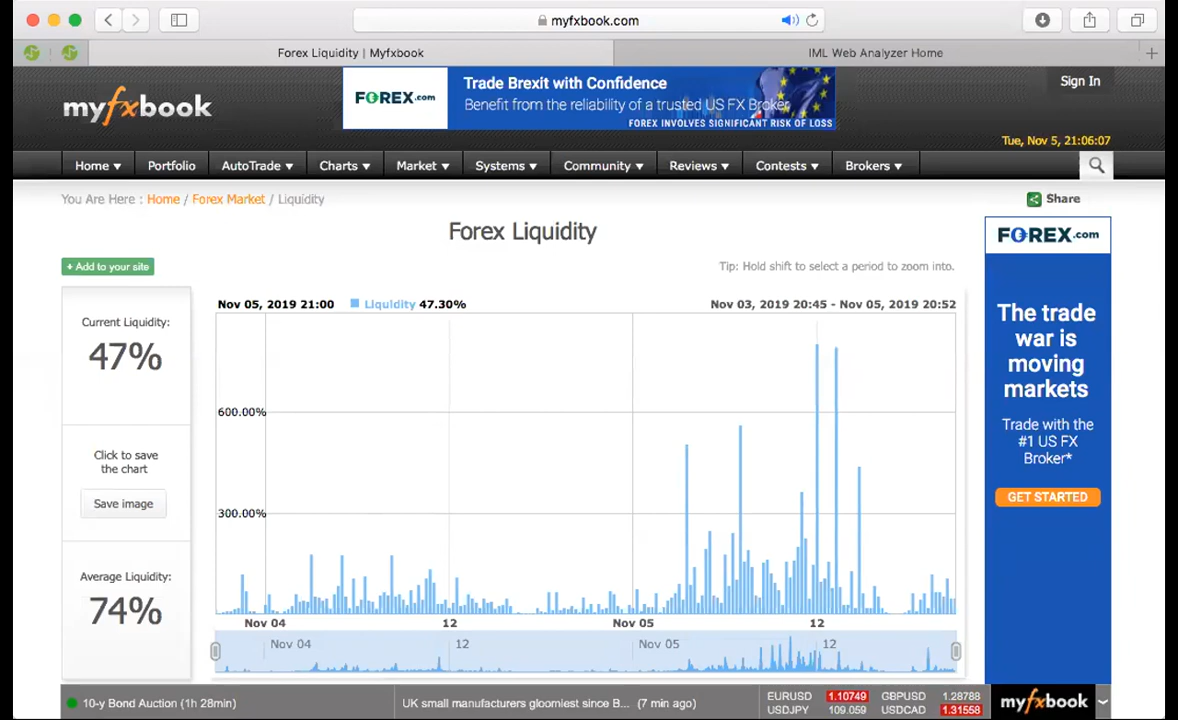 myfxbook.com
Forex Liquidity | Myfxbook
IML Web Analyzer Home
myfxbook
FOREX.com
Trade Brexit with Confidence
Benefit from the reliability of a trusted US FX Broker
FOREX INVOLVES SIGNIFICANT RISK OF LOSS
Sign In
Tue, Nov 5, 21:06:07
Home Portfolio AutoTrade Charts Market Systems Community Reviews Contests Brokers
You Are Here : Home / Forex Market / Liquidity
Share
Forex Liquidity
+ Add to your site
Tip: Hold shift to select a period to zoom into.
Current Liquidity:
47%
Click to save
the chart
Save image
Average Liquidity:
74%
Nov 05, 2019 21:00 Liquidity 47.30% Nov 03, 2019 20:45 - Nov 05, 2019 20:52
600.00%
300.00%
Nov 04 12 Nov 05 12
Nov 04 12 Nov 05 12
FOREX.com
The trade
war is
moving
markets
Trade with the
#1 US FX
Broker*
GET STARTED
10-y Bond Auction (1h 28min)
UK small manufacturers gloomiest since B... (7 min ago)
EURUSD 1.10749 GBPUSD 1.28788
USDJPY 109.059 USDCAD 1.31558
myfxbook